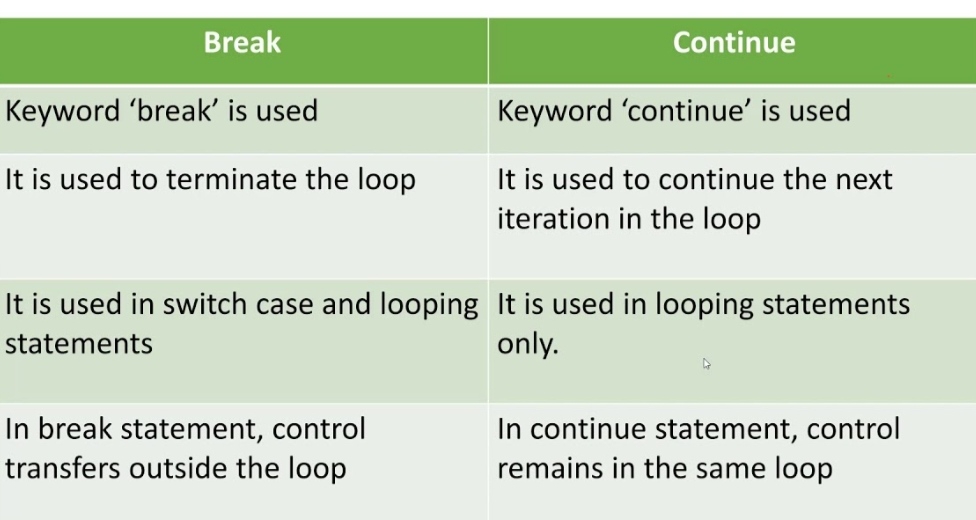 Break
Continue
Keyword ‘break’ is used
Keyword ‘continue’ is used
It is used to terminate the loop
It is used to continue the next
iteration in the loop
It is used in switch case and looping
statements
It is used in looping statements
only.
In break statement, control
transfers outside the loop
In continue statement, control
remains in the same loop